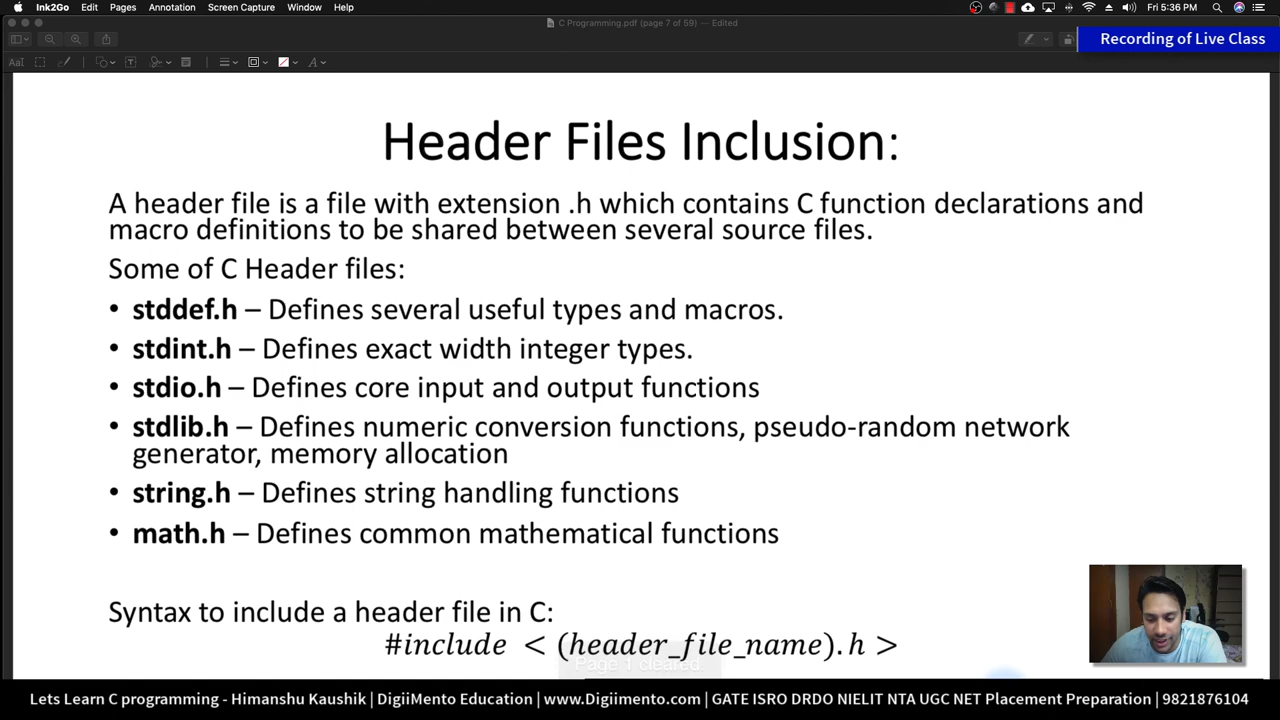 Ink2Go Edit Pages Annotation Screen Capture Window Help Fri 5:36 PM
C Programming.pdf (page 7 of 59) — Edited
Recording of Live Class
Header Files Inclusion:
A header file is a file with extension .h which contains C function declarations and
macro definitions to be shared between several source files.
Some of C Header files:
• stddef.h – Defines several useful types and macros.
• stdint.h – Defines exact width integer types.
• stdio.h – Defines core input and output functions
• stdlib.h – Defines numeric conversion functions, pseudo-random network
generator, memory allocation
• string.h – Defines string handling functions
• math.h – Defines common mathematical functions
Syntax to include a header file in C:
#include <(header_file_name).h>
Page 1 cleared.
Lets Learn C programming - Himanshu Kaushik | DigiiMento Education | www.Digiimento.com | GATE ISRO DRDO NIELIT NTA UGC NET Placement Preparation | 9821876104